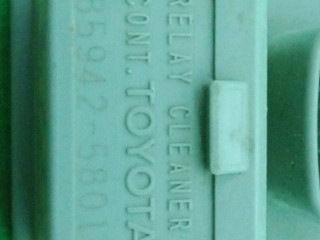 RELAY CLEANER
CONT. TOYOTA
85942-5801